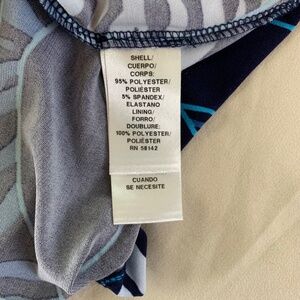 SHELL/
CUERPO/
CORPS:
95% POLYESTER/
POLIÉSTER
5% SPANDEX/
ELASTANO
LINING/
FORRO/
DOUBLURE:
100% POLYESTER/
POLIÉSTER
RN 58142
CUANDO
SE NECESITE